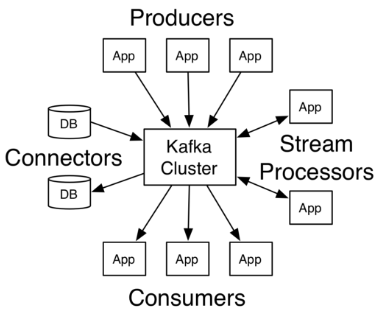 Producers
App
App
App
DB
App
Connectors
Kafka
Cluster
Stream
Processors
DB
App
App
App
App
Consumers